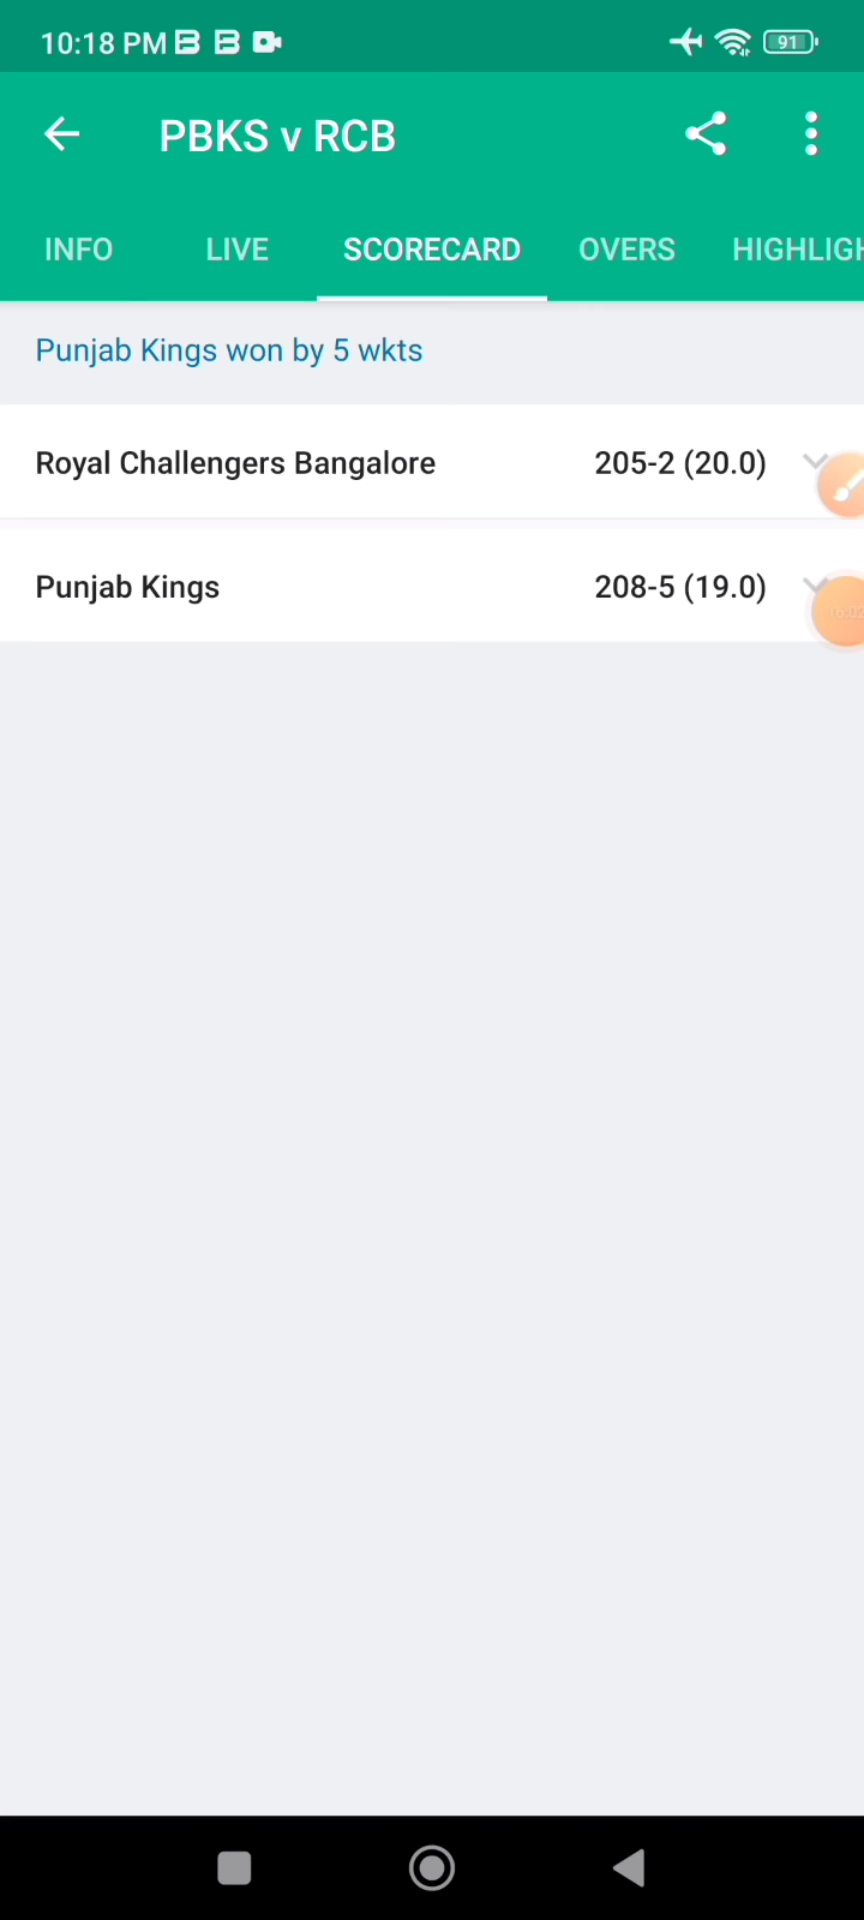 10:18 PM
91
PBKS v RCB
INFO LIVE SCORECARD OVERS HIGHLIGH
Punjab Kings won by 5 wkts
Royal Challengers Bangalore 205-2 (20.0)
Punjab Kings 208-5 (19.0)